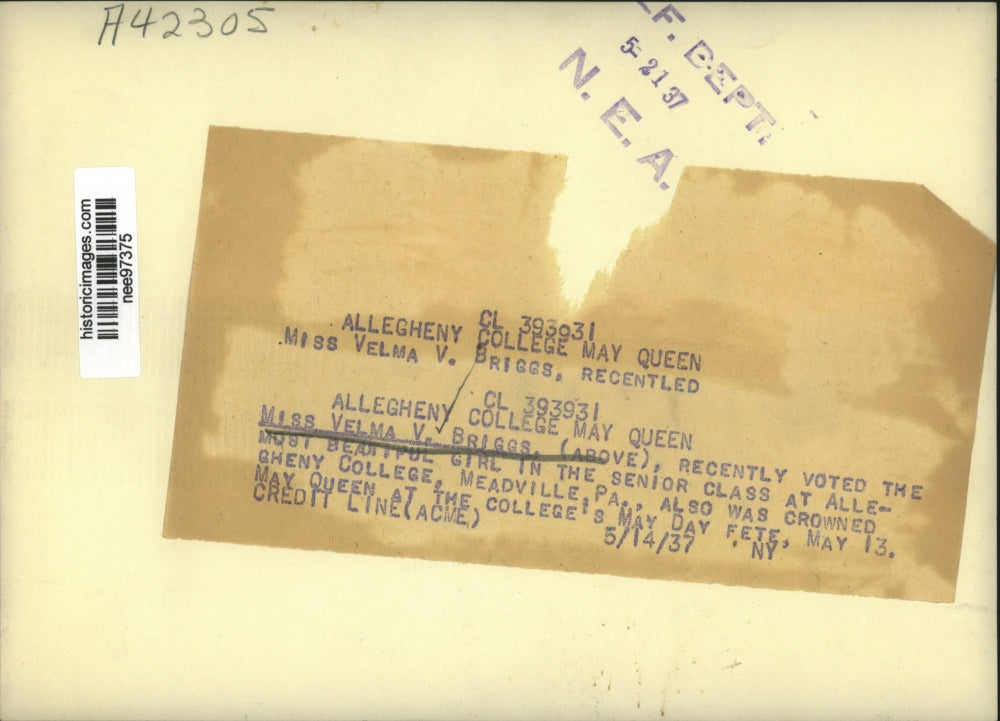 A42305
EF. DEPT.
5-21 37
N. E. A.
historicimages.com
nee97375
CL 393o31
ALLEGHENY COLLEGE MAY QUEEN
MISS VELMA V. BRIGGS, RECENTLED
CL 393931
ALLEGHENY COLLEGE MAY QUEEN
MISS VELMA V. BRIGGS, (ABOVE), RECENTLY VOTED THE
MOST BEAUTIFUL GIRL IN THE SENIOR CLASS AT ALLE-
GHENY COLLEGE, MEADVILLE, PA., ALSO WAS CROWNED
MAY QUEEN AT THE COLLEGE'S MAY DAY FETE, MAY 13.
CREDIT LINE(ACME) 5/14/37 NY